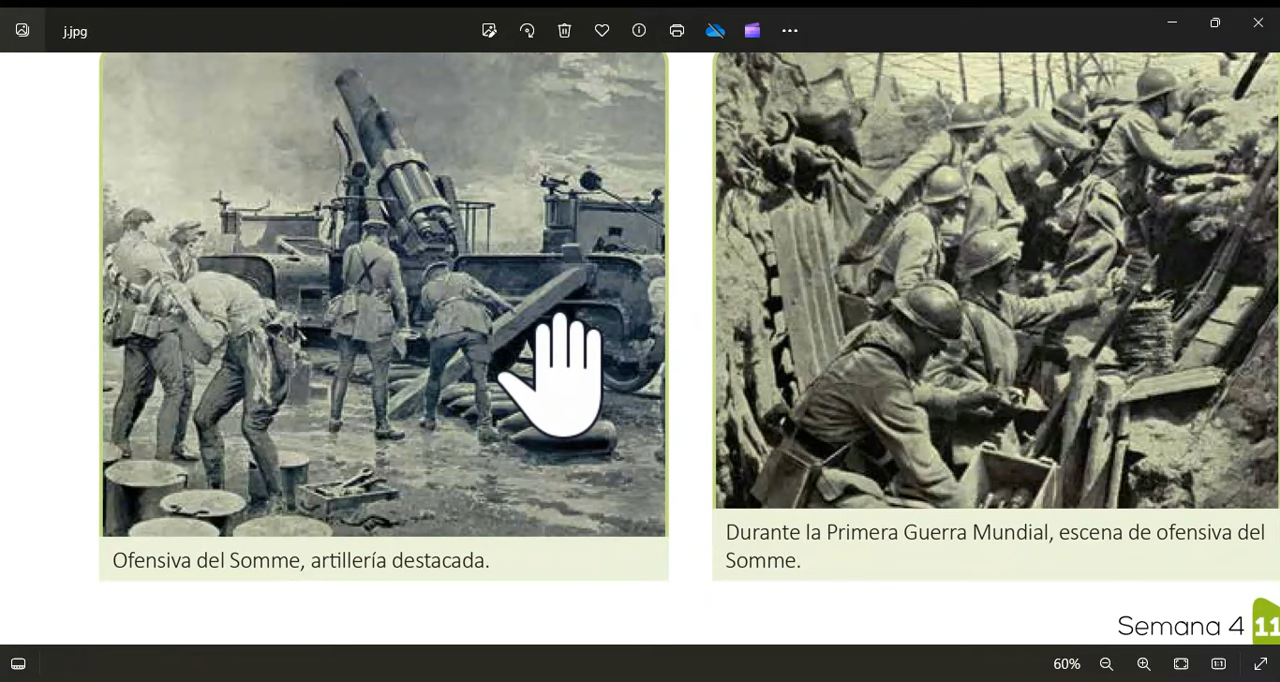 j.jpg
Ofensiva del Somme, artillería destacada.
Durante la Primera Guerra Mundial, escena de ofensiva del
Somme.
Semana 4 11
60%